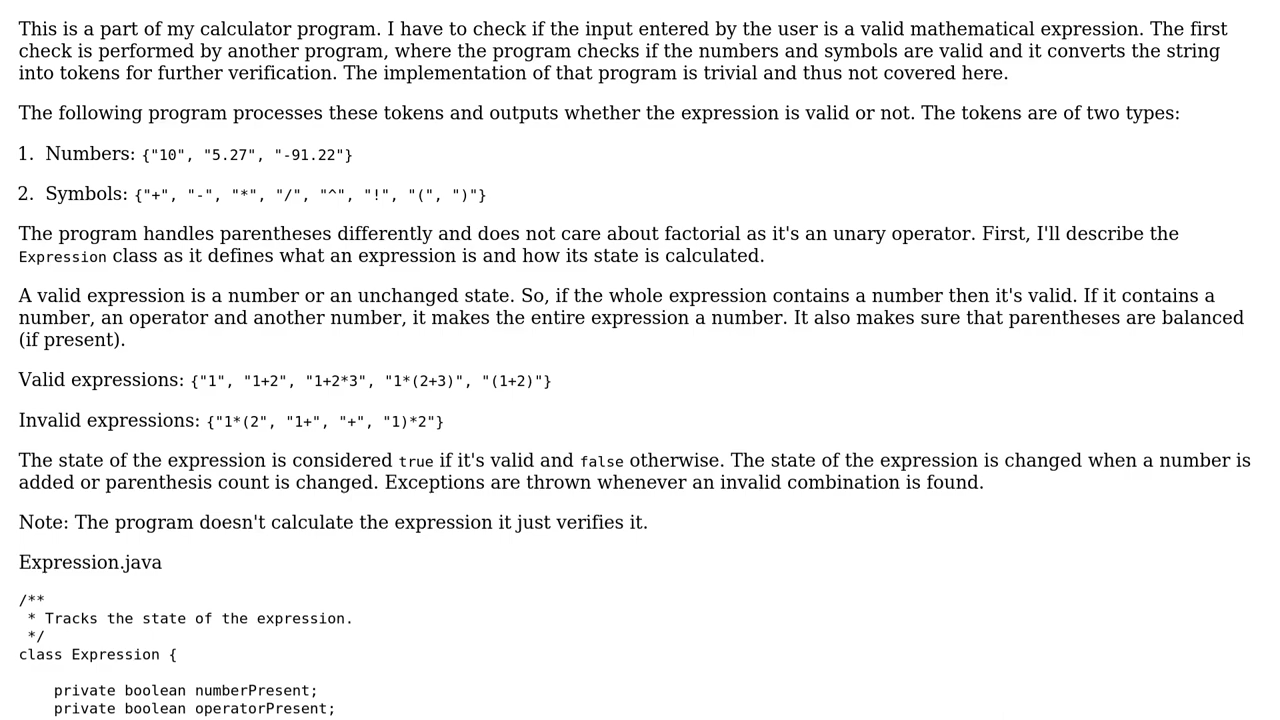 This is a part of my calculator program. I have to check if the input entered by the user is a valid mathematical expression. The first
check is performed by another program, where the program checks if the numbers and symbols are valid and it converts the string
into tokens for further verification. The implementation of that program is trivial and thus not covered here.
The following program processes these tokens and outputs whether the expression is valid or not. The tokens are of two types:
1. Numbers: {"10", "5.27", "-91.22"}
2. Symbols: {"+", "-", "*", "/", "^", "!", "(", ")"}
The program handles parentheses differently and does not care about factorial as it's an unary operator. First, I'll describe the
Expression class as it defines what an expression is and how its state is calculated.
A valid expression is a number or an unchanged state. So, if the whole expression contains a number then it's valid. If it contains a
number, an operator and another number, it makes the entire expression a number. It also makes sure that parentheses are balanced
(if present).
Valid expressions: {"1", "1+2", "1+2*3", "1*(2+3)", "(1+2)"}
Invalid expressions: {"1*(2", "1+", "+", "1)*2"}
The state of the expression is considered true if it's valid and false otherwise. The state of the expression is changed when a number is
added or parenthesis count is changed. Exceptions are thrown whenever an invalid combination is found.
Note: The program doesn't calculate the expression it just verifies it.
Expression.java
/**
 * Tracks the state of the expression.
 */
class Expression {
    private boolean numberPresent;
    private boolean operatorPresent;